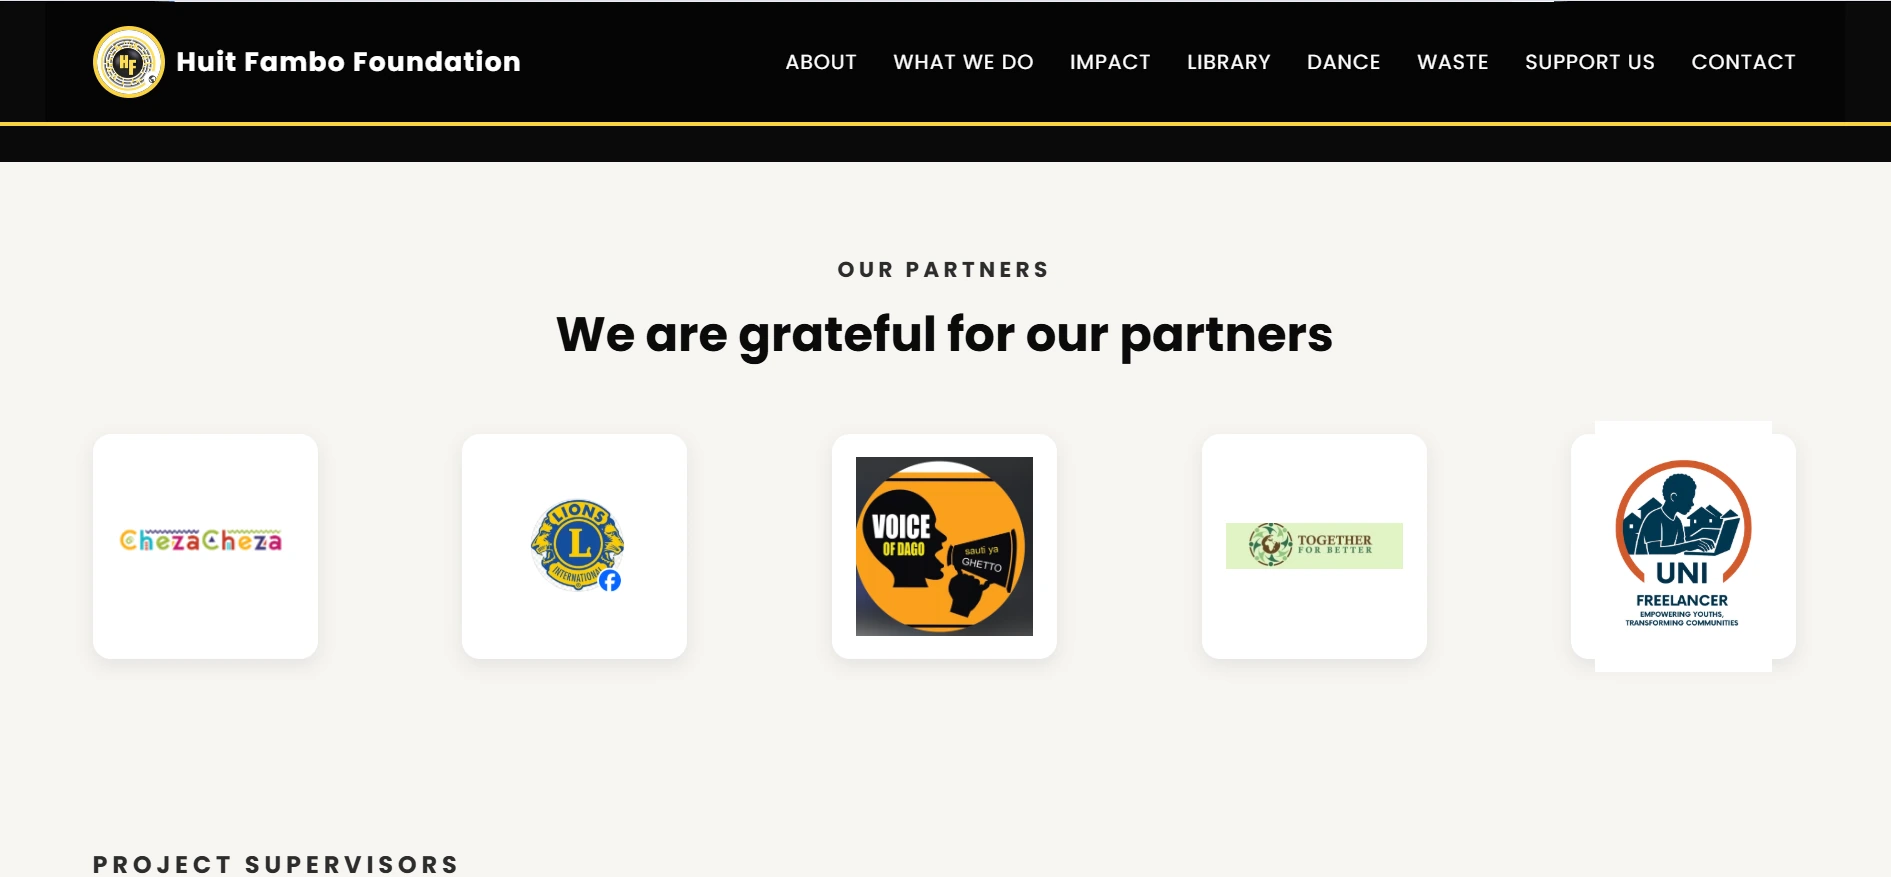 HF
Huit Fambo Foundation
ABOUT WHAT WE DO IMPACT LIBRARY DANCE WASTE SUPPORT US CONTACT
OUR PARTNERS
We are grateful for our partners
ChezaCheza
LIONS
L
INTERNATIONAL
f
VOICE
OF DAGO
sauti ya
GHETTO
TOGETHER
FOR BETTER
UNI
FREELANCER
EMPOWERING YOUTHS,
TRANSFORMING COMMUNITIES
PROJECT SUPERVISORS